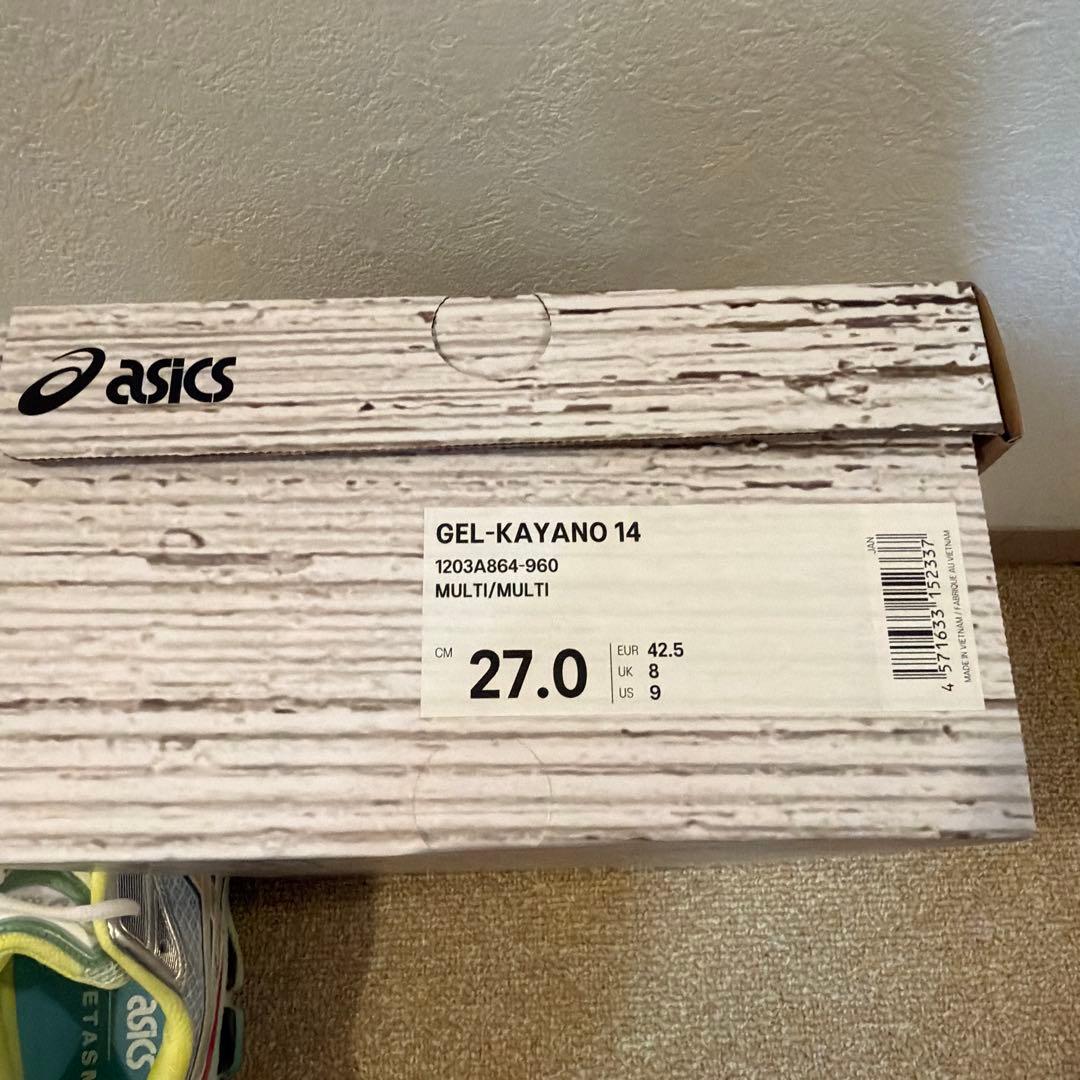 asics
GEL-KAYANO 14
1203A864-960
MULTI/MULTI
CM 27.0
EUR 42.5
UK 8
US 9
JAN
4 571633 152337
MADE IN VIETNAM / FABRIQUE AU VIETNAM
asics
ETASM